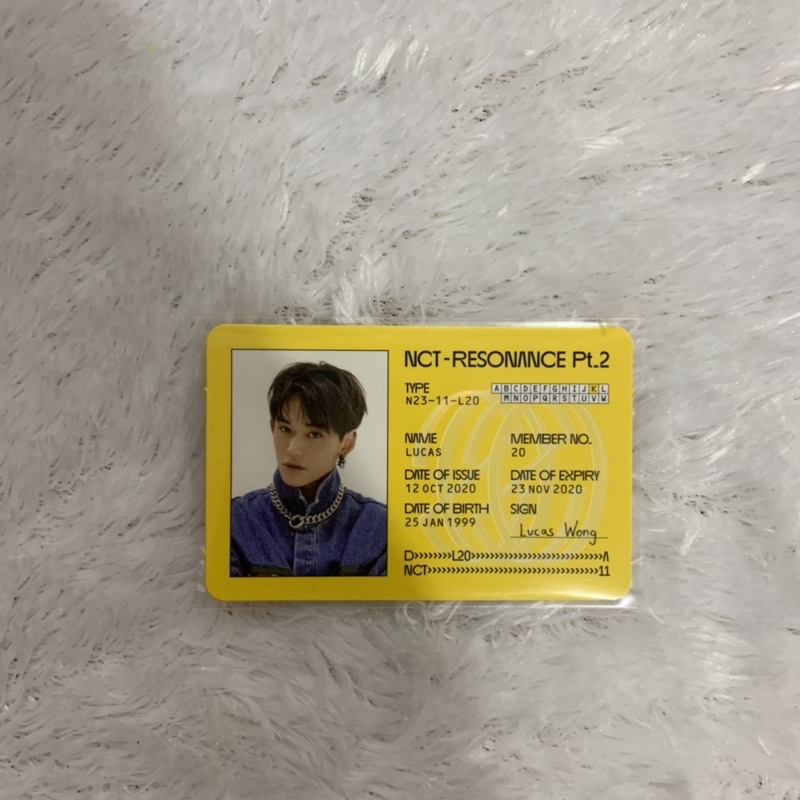 NCT-RESONANCE Pt.2
TYPE
N23-11-L20
ABCDEFGHIJKL
MNOPQRSTUVW
NAME
LUCAS
MEMBER NO.
20
DATE OF ISSUE
12 OCT 2020
DATE OF EXPIRY
23 NOV 2020
DATE OF BIRTH
25 JAN 1999
SIGN
Lucas Wong
D>>>>>>>L20>>>>>>>>>>>>>>>>>>>>>>>>Λ
NCT>>>>>>>>>>>>>>>>>>>>>>>>>>>>>>11